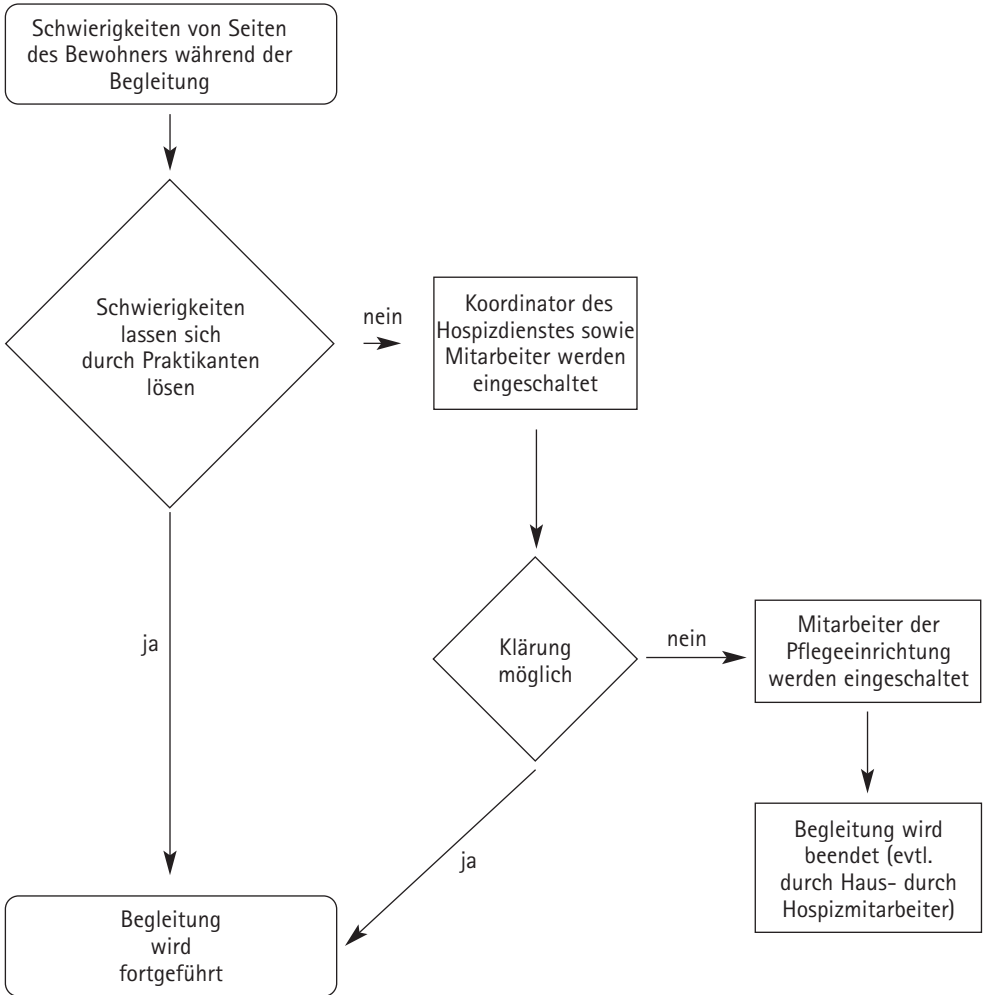 Schwierigkeiten von Seiten
des Bewohners während der
Begleitung
Schwierigkeiten
lassen sich
durch Praktikanten
lösen
nein
Koordinator des
Hospizdienstes sowie
Mitarbeiter werden
eingeschaltet
ja
Klärung
möglich
nein
Mitarbeiter der
Pflegeeinrichtung
werden eingeschaltet
ja
Begleitung wird
beendet (evtl.
durch Haus- durch
Hospizmitarbeiter)
Begleitung
wird
fortgeführt